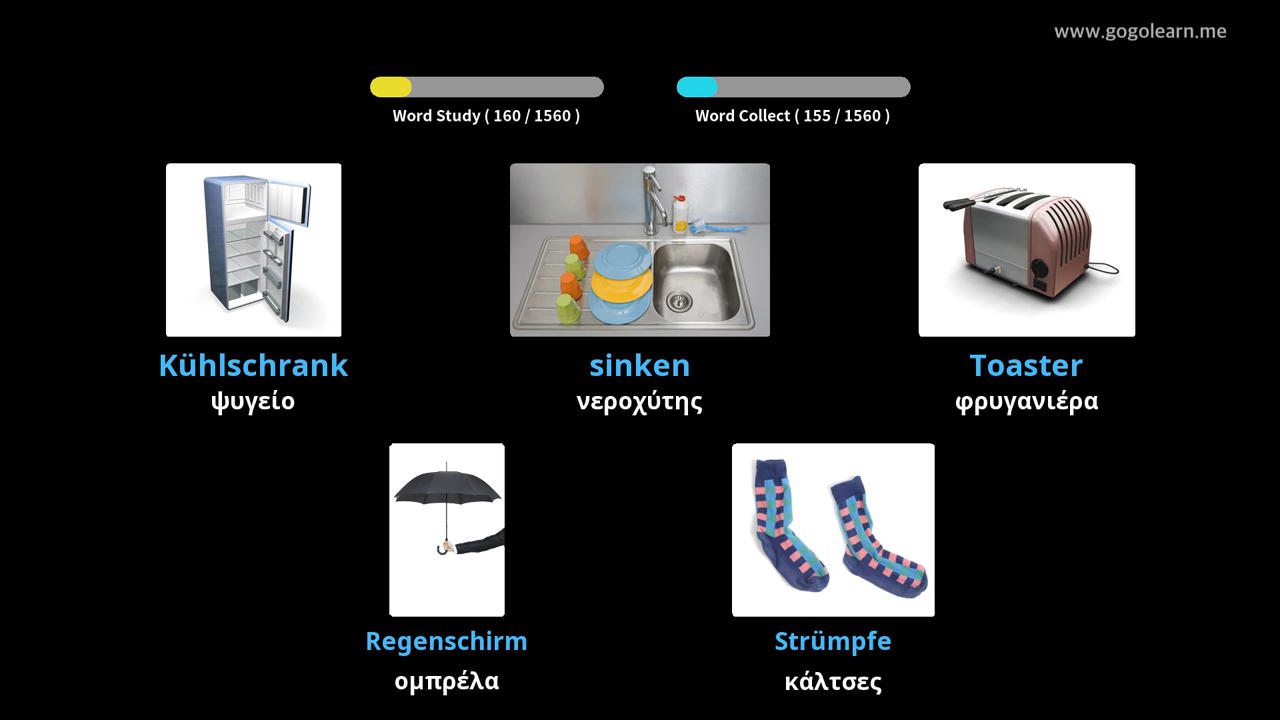 www.gogolearn.me
Word Study ( 160 / 1560 )
Word Collect ( 155 / 1560 )
Kühlschrank
ψυγείο
sinken
νεροχύτης
Toaster
φρυγανιέρα
Regenschirm
ομπρέλα
Strümpfe
κάλτσες